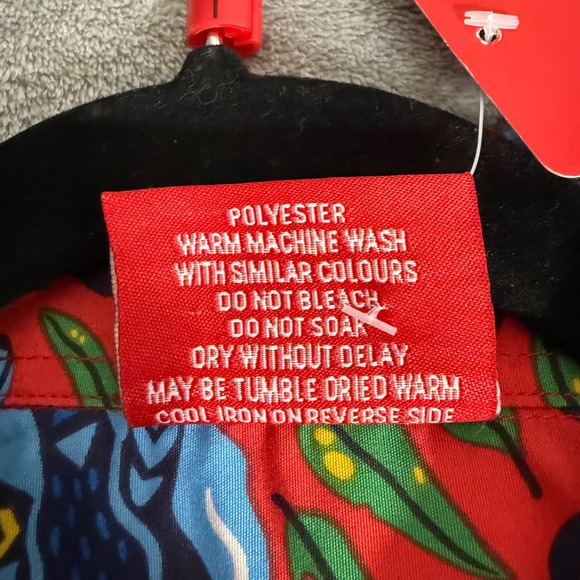 POLYESTER
WARM MACHINE WASH
WITH SIMILAR COLOURS
DO NOT BLEACH
DO NOT SOAK
DRY WITHOUT DELAY
MAY BE TUMBLE DRIED WARM
COOL IRON ON REVERSE SIDE